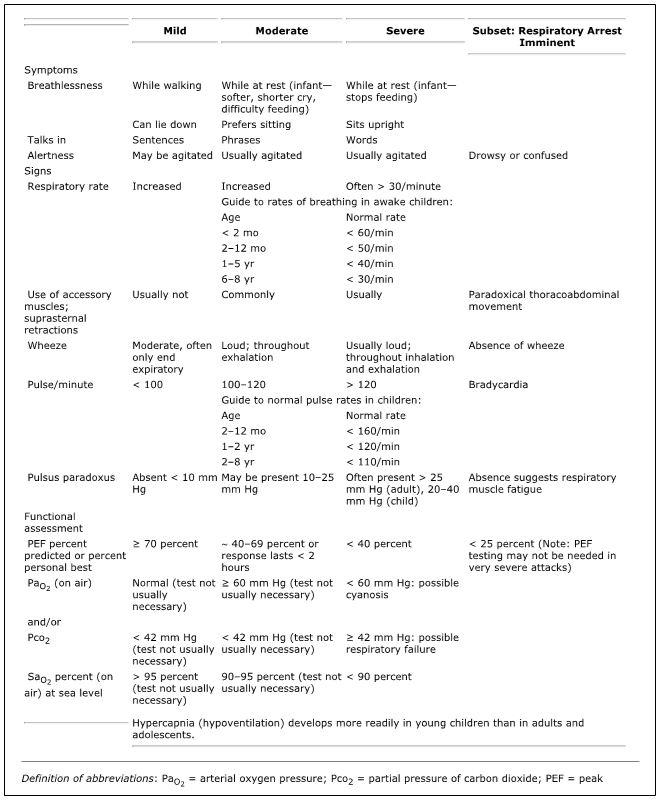 Mild Moderate Severe Subset: Respiratory Arrest
Imminent
Symptoms
Breathlessness While walking While at rest (infant— While at rest (infant—
softer, shorter cry, stops feeding)
difficulty feeding)
Can lie down Prefers sitting Sits upright
Talks in Sentences Phrases Words
Alertness May be agitated Usually agitated Usually agitated Drowsy or confused
Signs
Respiratory rate Increased Increased Often > 30/minute
Guide to rates of breathing in awake children:
Age Normal rate
< 2 mo < 60/min
2–12 mo < 50/min
1–5 yr < 40/min
6–8 yr < 30/min
Use of accessory Usually not Commonly Usually Paradoxical thoracoabdominal
muscles; movement
suprasternal
retractions
Wheeze Moderate, often Loud; throughout Usually loud; Absence of wheeze
only end exhalation throughout inhalation
expiratory and exhalation
Pulse/minute < 100 100–120 > 120 Bradycardia
Guide to normal pulse rates in children:
Age Normal rate
2–12 mo < 160/min
1–2 yr < 120/min
2–8 yr < 110/min
Pulsus paradoxus Absent < 10 mm May be present 10–25 Often present > 25 Absence suggests respiratory
Hg mm Hg mm Hg (adult), 20–40 muscle fatigue
mm Hg (child)
Functional
assessment
PEF percent ≥ 70 percent ~ 40–69 percent or < 40 percent < 25 percent (Note: PEF
predicted or percent response lasts < 2 testing may not be needed in
personal best hours very severe attacks)
PaO2 (on air) Normal (test not ≥ 60 mm Hg (test not < 60 mm Hg: possible
usually usually necessary) cyanosis
necessary)
and/or
Pco2 < 42 mm Hg < 42 mm Hg (test not ≥ 42 mm Hg: possible
(test not usually usually necessary) respiratory failure
necessary)
SaO2 percent (on > 95 percent 90–95 percent (test not < 90 percent
air) at sea level (test not usually usually necessary)
necessary)
Hypercapnia (hypoventilation) develops more readily in young children than in adults and
adolescents.
Definition of abbreviations: PaO2 = arterial oxygen pressure; Pco2 = partial pressure of carbon dioxide; PEF = peak